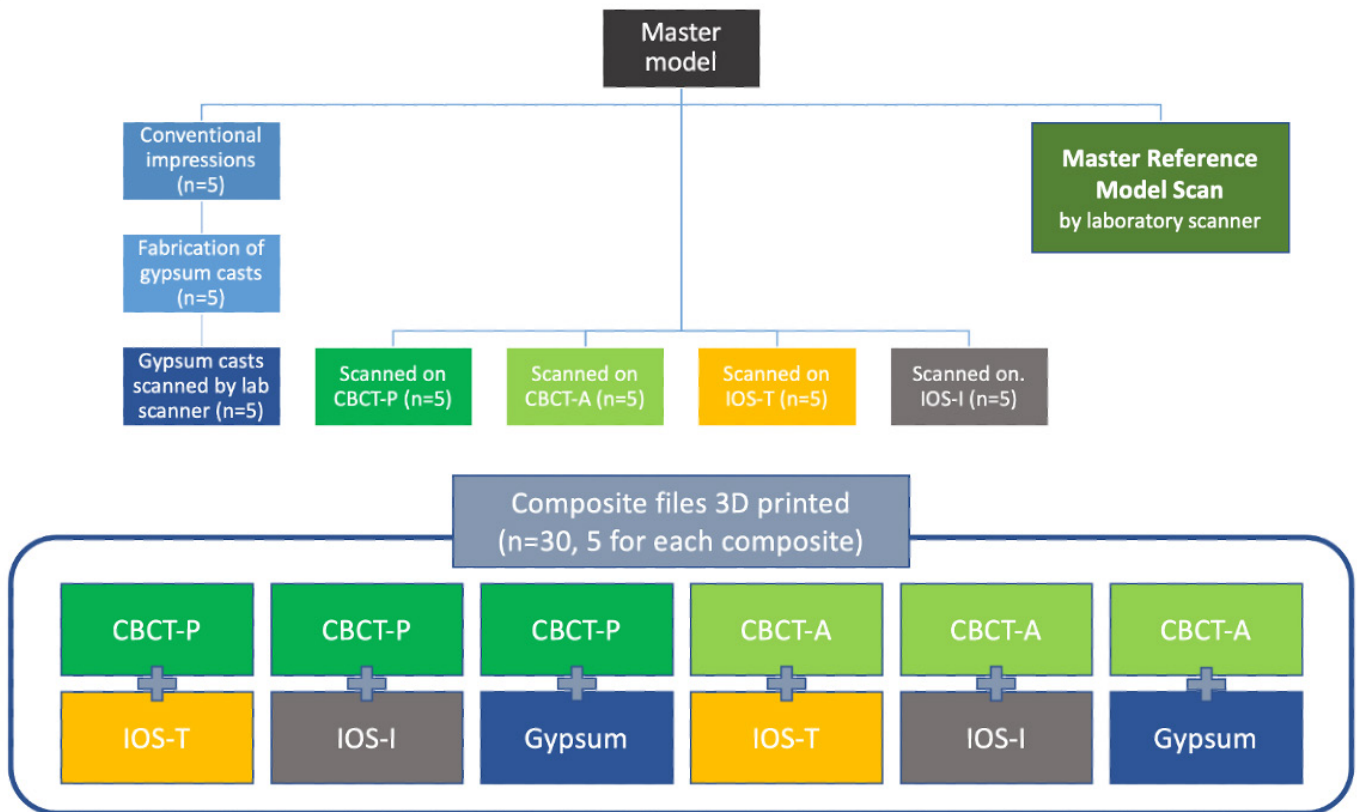 Master
model
Conventional
impressions
(n=5)
Master Reference
Model Scan
by laboratory scanner
Fabrication of
gypsum casts
(n=5)
Gypsum casts
scanned by lab
scanner (n=5)
Scanned on
CBCT-P (n=5)
Scanned on
CBCT-A (n=5)
Scanned on
IOS-T (n=5)
Scanned on.
IOS-I (n=5)
Composite files 3D printed
(n=30, 5 for each composite)
CBCT-P
CBCT-P
CBCT-P
CBCT-A
CBCT-A
CBCT-A
IOS-T
IOS-I
Gypsum
IOS-T
IOS-I
Gypsum